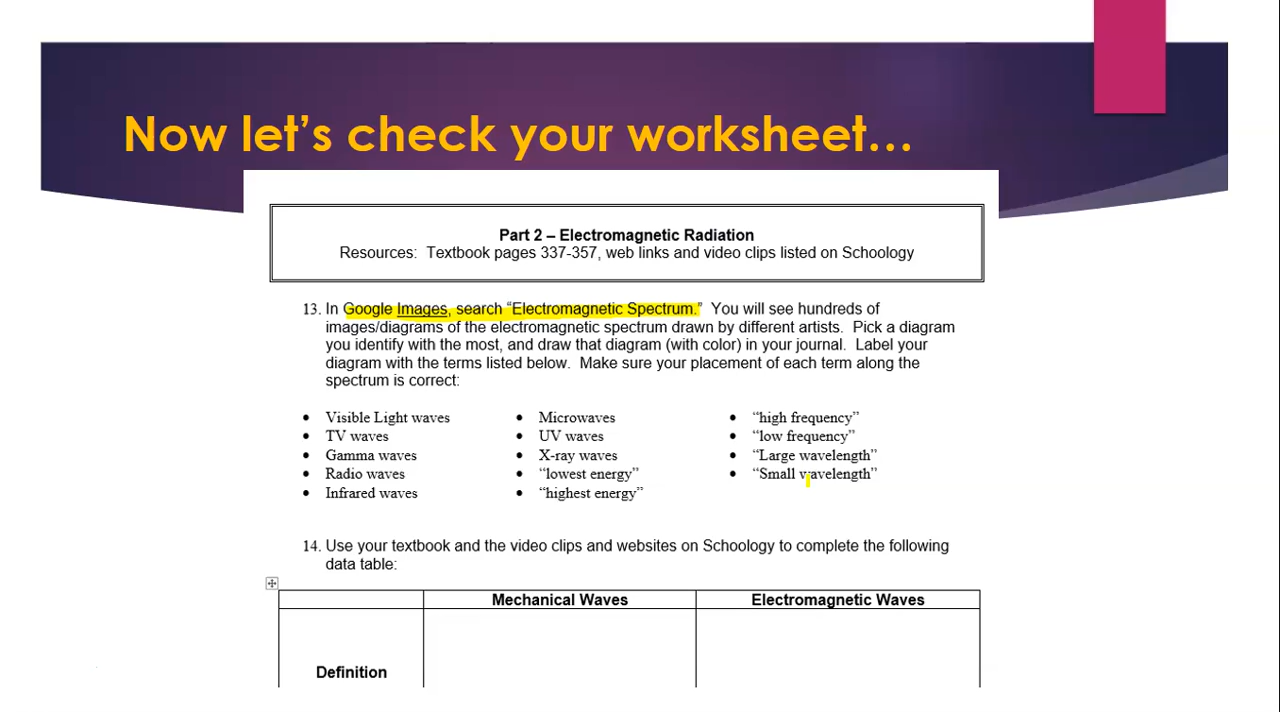 Now let's check your worksheet...
Part 2 – Electromagnetic Radiation
Resources:  Textbook pages 337-357, web links and video clips listed on Schoology
13. In Google Images, search “Electromagnetic Spectrum.”  You will see hundreds of
images/diagrams of the electromagnetic spectrum drawn by different artists.  Pick a diagram
you identify with the most, and draw that diagram (with color) in your journal.  Label your
diagram with the terms listed below.  Make sure your placement of each term along the
spectrum is correct:
• Visible Light waves
• TV waves
• Gamma waves
• Radio waves
• Infrared waves
• Microwaves
• UV waves
• X-ray waves
• “lowest energy”
• “highest energy”
• “high frequency”
• “low frequency”
• “Large wavelength”
• “Small wavelength”
14. Use your textbook and the video clips and websites on Schoology to complete the following
data table:
Mechanical Waves
Electromagnetic Waves
Definition